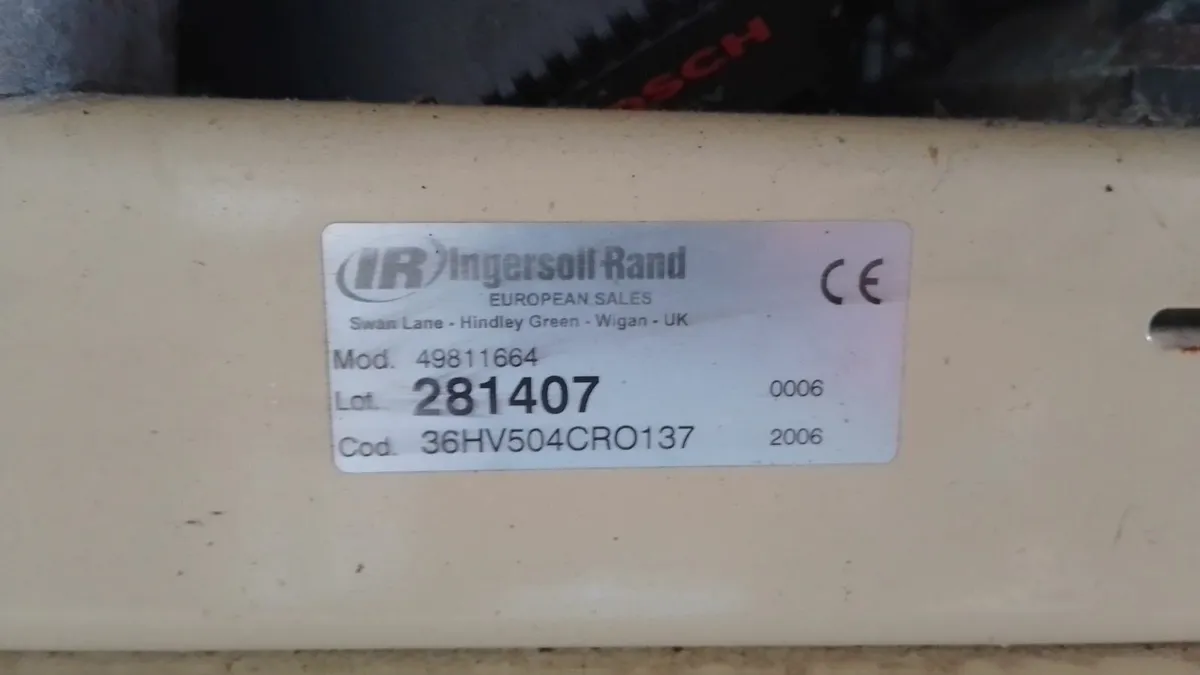 OSCH
IR Ingersoll Rand
EUROPEAN SALES
Swan Lane - Hindley Green - Wigan - UK
CE
Mod. 49811664
Lot. 281407 0006
Cod. 36HV504CRO137 2006